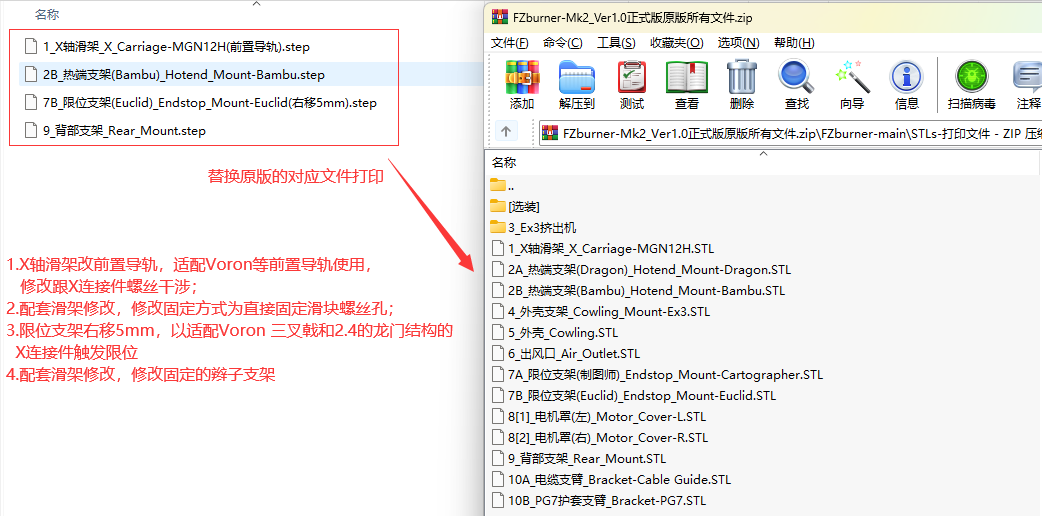 名称
1_X轴滑架_X_Carriage-MGN12H(前置导轨).step
2B_热端支架(Bambu)_Hotend_Mount-Bambu.step
7B_限位支架(Euclid)_Endstop_Mount-Euclid(右移5mm).step
9_背部支架_Rear_Mount.step
替换原版的对应文件打印
1.X轴滑架改前置导轨，适配Voron等前置导轨使用，
修改跟X连接件螺丝干涉；
2.配套滑架修改，修改固定方式为直接固定滑块螺丝孔；
3.限位支架右移5mm，以适配Voron 三叉戟和2.4的龙门结构的
X连接件触发限位
4.配套滑架修改，修改固定的辫子支架
FZburner-Mk2_Ver1.0正式版原版所有文件.zip
文件(F) 命令(C) 工具(S) 收藏夹(O) 选项(N) 帮助(H)
添加 解压到 测试 查看 删除 查找 向导 信息 扫描病毒 注释
FZburner-Mk2_Ver1.0正式版原版所有文件.zip\FZburner-main\STLs-打印文件 - ZIP 压缩
名称
..
[选装]
3_Ex3挤出机
1_X轴滑架_X_Carriage-MGN12H.STL
2A_热端支架(Dragon)_Hotend_Mount-Dragon.STL
2B_热端支架(Bambu)_Hotend_Mount-Bambu.STL
4_外壳支架_Cowling_Mount-Ex3.STL
5_外壳_Cowling.STL
6_出风口_Air_Outlet.STL
7A_限位支架(制图师)_Endstop_Mount-Cartographer.STL
7B_限位支架(Euclid)_Endstop_Mount-Euclid.STL
8[1]_电机罩(左)_Motor_Cover-L.STL
8[2]_电机罩(右)_Motor_Cover-R.STL
9_背部支架_Rear_Mount.STL
10A_电缆支臂_Bracket-Cable Guide.STL
10B_PG7护套支臂_Bracket-PG7.STL